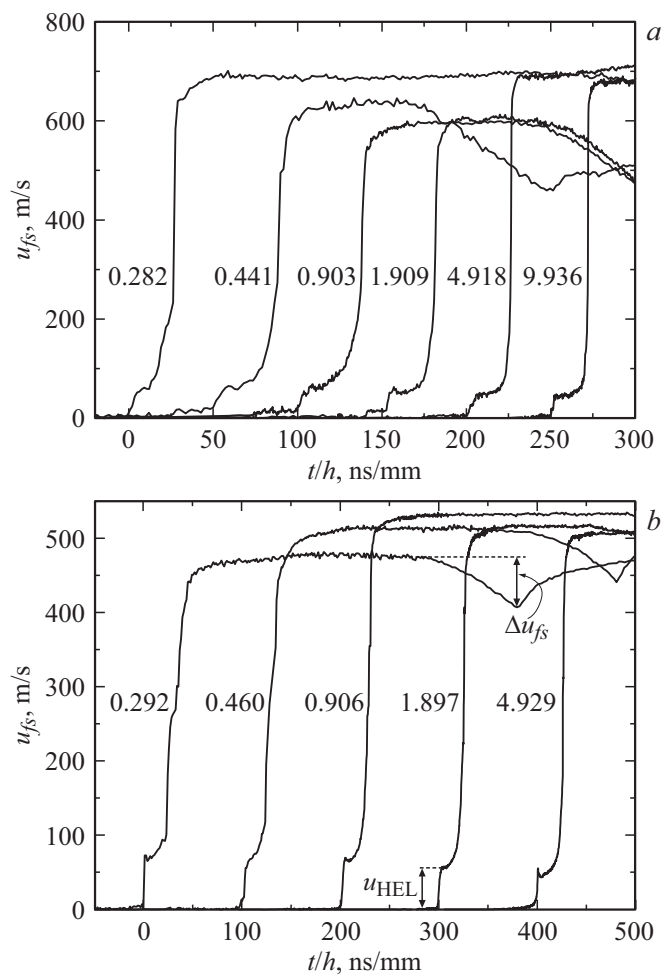 800
a
600
u_fs, m/s
400
0.282 0.441 0.903 1.909 4.918 9.936
200
0
0 50 100 150 200 250 300
t/h, ns/mm
b
500
400
Δu_fs
u_fs, m/s
300
0.292 0.460 0.906 1.897 4.929
200
100
u_HEL
0
0 100 200 300 400 500
t/h, ns/mm